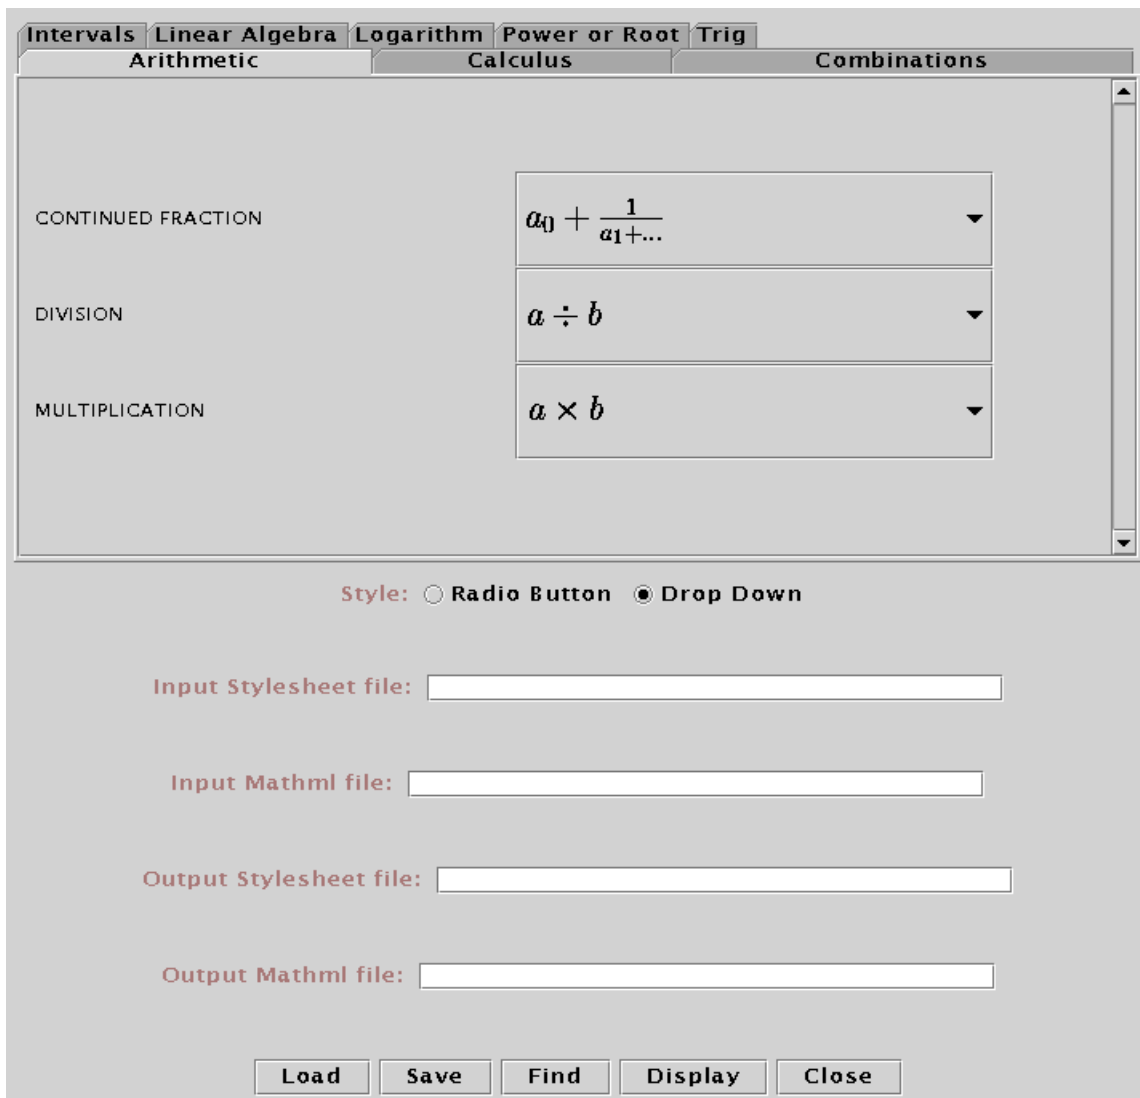 Intervals Linear Algebra Logarithm Power or Root Trig
Arithmetic Calculus Combinations
CONTINUED FRACTION a₀ + 1/(a₁+...)
DIVISION a ÷ b
MULTIPLICATION a × b
Style: Radio Button Drop Down
Input Stylesheet file:
Input Mathml file:
Output Stylesheet file:
Output Mathml file:
Load Save Find Display Close